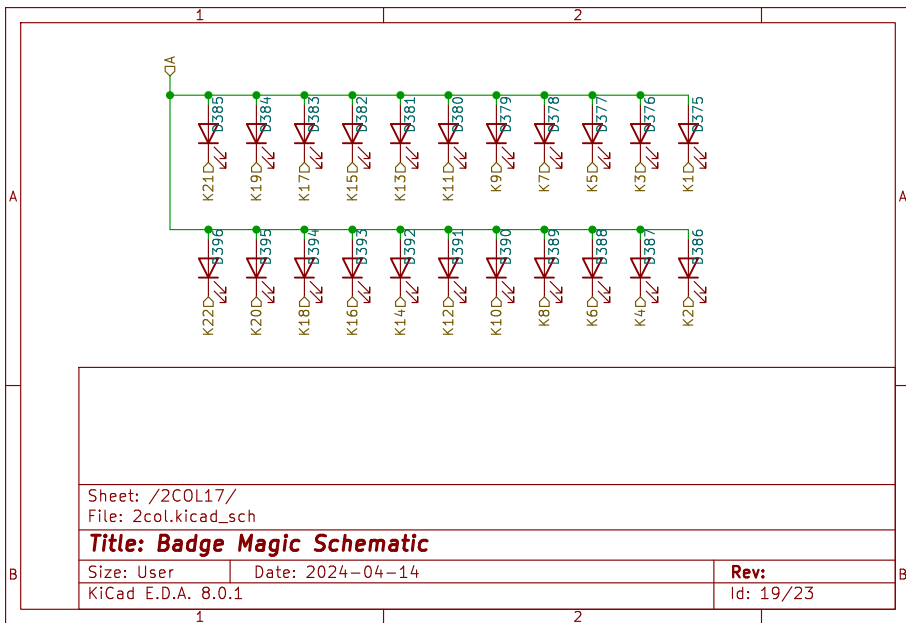 1 2
A
D385 D384 D383 D382 D381 D380 D379 D378 D377 D376 D375
K21 K19 K17 K15 K13 K11 K9 K7 K5 K3 K1
A A
D396 D395 D394 D393 D392 D391 D390 D389 D388 D387 D386
K22 K20 K18 K16 K14 K12 K10 K8 K6 K4 K2
Sheet: /2COL17/
File: 2col.kicad_sch
Title: Badge Magic Schematic
Size: User Date: 2024-04-14 Rev:
B B
KiCad E.D.A. 8.0.1 Id: 19/23
1 2